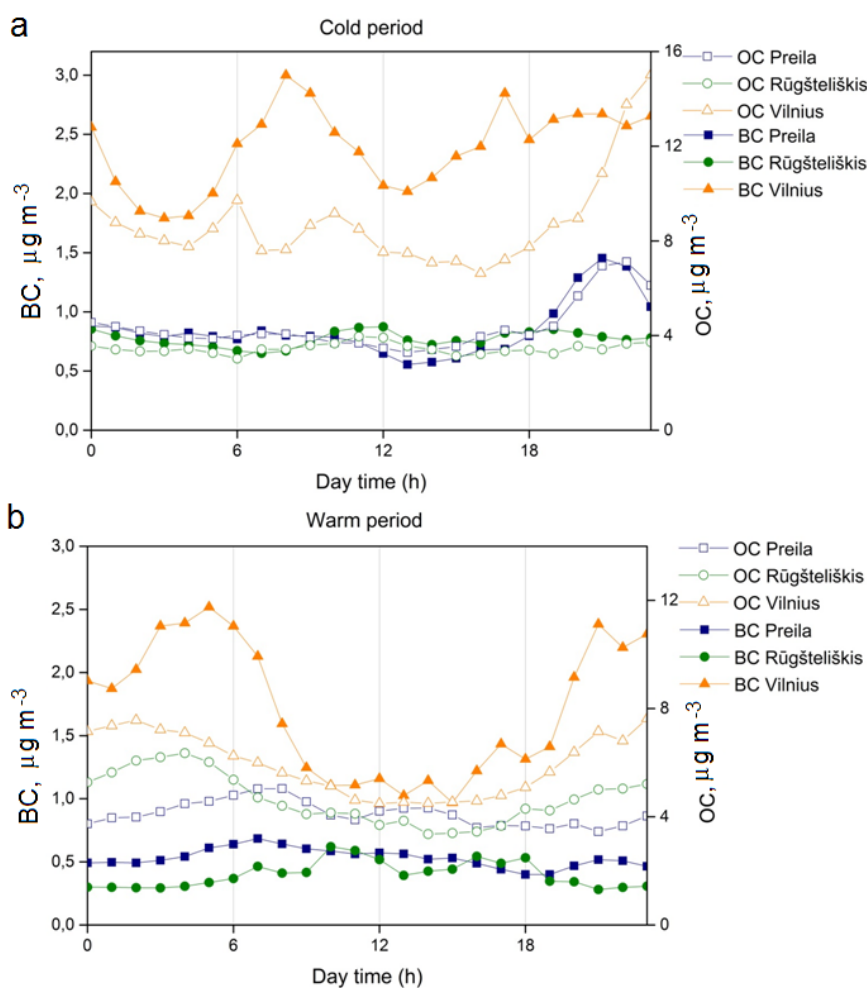 a
Cold period
3,0
2,5
2,0
1,5
1,0
0,5
0,0
BC, µg m⁻³
16
12
8
4
0
OC, µg m⁻³
0 6 12 18
Day time (h)
OC Preila
OC Rūgšteliškis
OC Vilnius
BC Preila
BC Rūgšteliškis
BC Vilnius
b
Warm period
3,0
2,5
2,0
1,5
1,0
0,5
0,0
BC, µg m⁻³
12
8
4
0
OC, µg m⁻³
0 6 12 18
Day time (h)
OC Preila
OC Rūgšteliškis
OC Vilnius
BC Preila
BC Rūgšteliškis
BC Vilnius